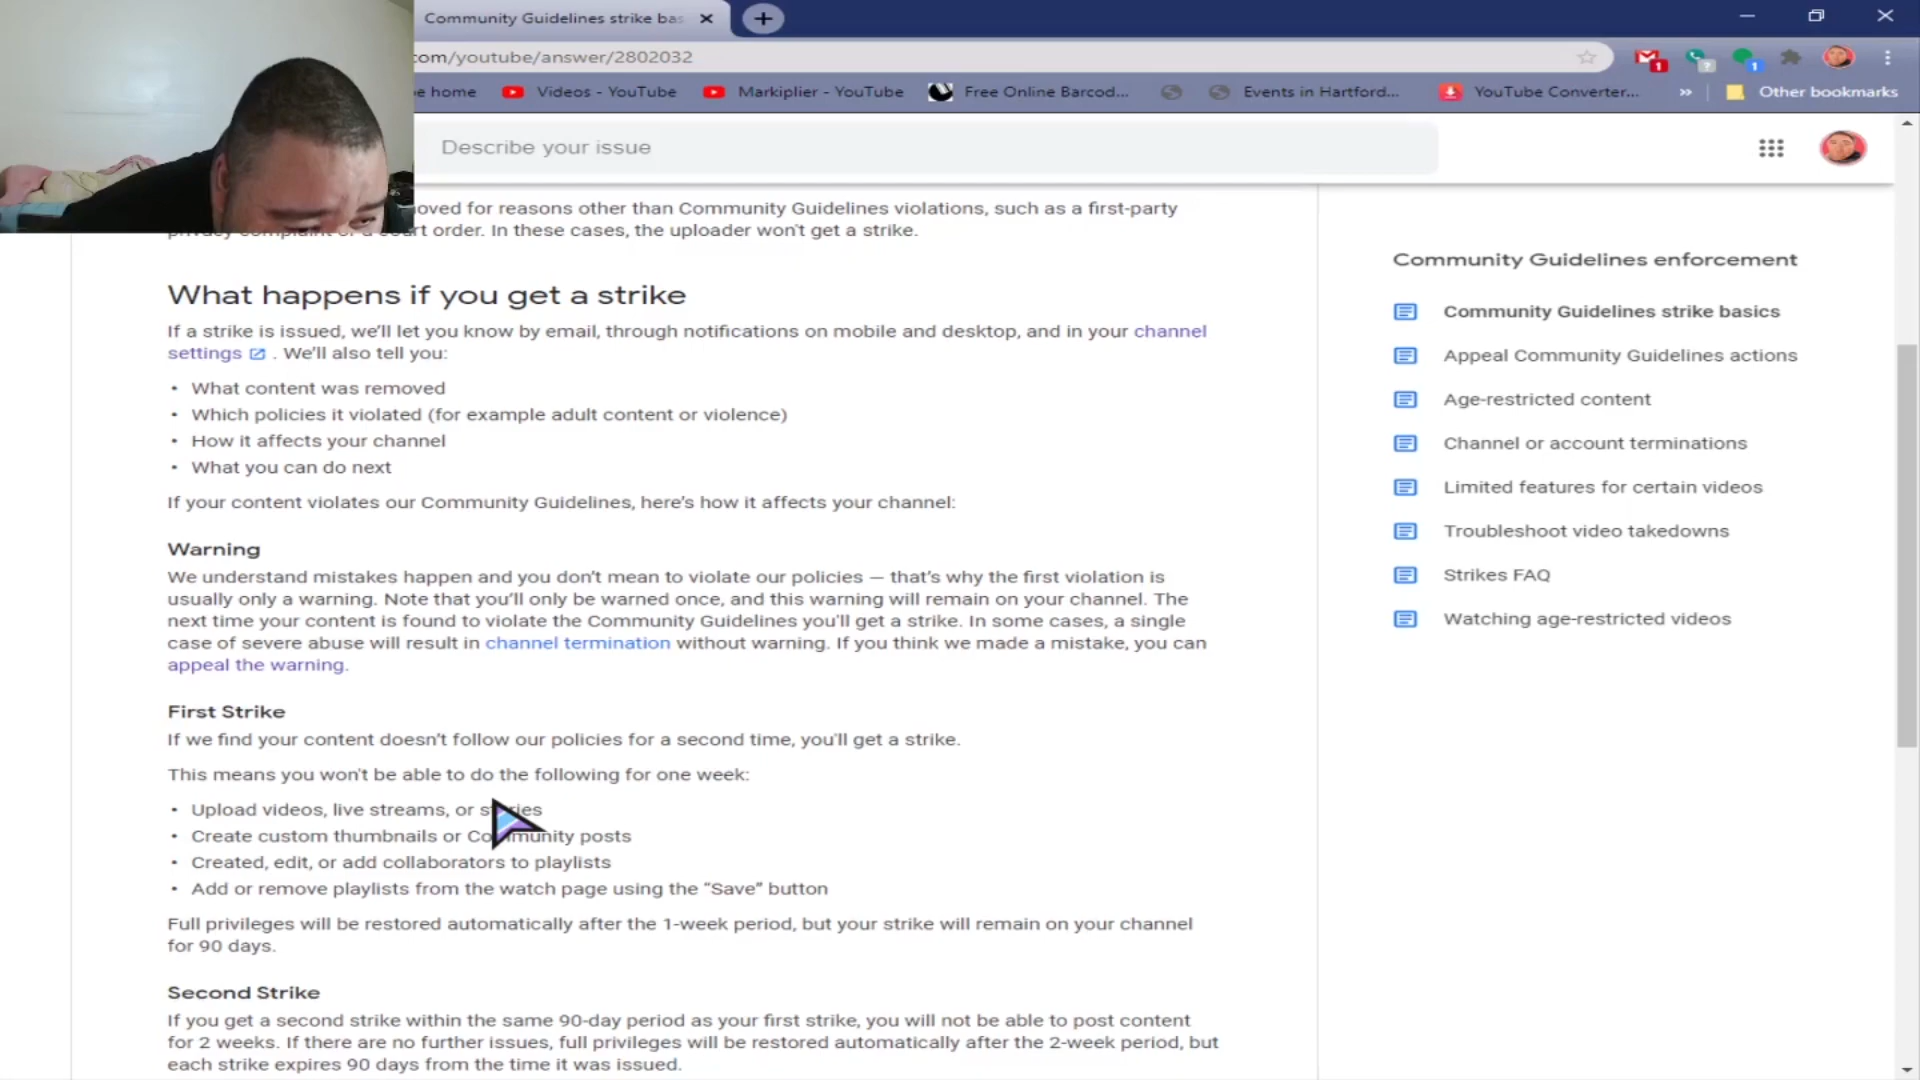 Community Guidelines strike bas
com/youtube/answer/2802032
1
?
1
e home
Videos - YouTube
Markiplier - YouTube
Free Online Barcod...
Events in Hartford...
YouTube Converter...
»
Other bookmarks
Describe your issue
oved for reasons other than Community Guidelines violations, such as a first-party
privacy complaint or a court order. In these cases, the uploader won't get a strike.
What happens if you get a strike
If a strike is issued, we'll let you know by email, through notifications on mobile and desktop, and in your channel
settings . We'll also tell you:
• What content was removed
• Which policies it violated (for example adult content or violence)
• How it affects your channel
• What you can do next
If your content violates our Community Guidelines, here's how it affects your channel:
Warning
We understand mistakes happen and you don't mean to violate our policies — that's why the first violation is
usually only a warning. Note that you'll only be warned once, and this warning will remain on your channel. The
next time your content is found to violate the Community Guidelines you'll get a strike. In some cases, a single
case of severe abuse will result in channel termination without warning. If you think we made a mistake, you can
appeal the warning.
First Strike
If we find your content doesn't follow our policies for a second time, you'll get a strike.
This means you won't be able to do the following for one week:
• Upload videos, live streams, or stories
• Create custom thumbnails or Community posts
• Created, edit, or add collaborators to playlists
• Add or remove playlists from the watch page using the “Save” button
Full privileges will be restored automatically after the 1-week period, but your strike will remain on your channel
for 90 days.
Second Strike
If you get a second strike within the same 90-day period as your first strike, you will not be able to post content
for 2 weeks. If there are no further issues, full privileges will be restored automatically after the 2-week period, but
each strike expires 90 days from the time it was issued.
Community Guidelines enforcement
Community Guidelines strike basics
Appeal Community Guidelines actions
Age-restricted content
Channel or account terminations
Limited features for certain videos
Troubleshoot video takedowns
Strikes FAQ
Watching age-restricted videos